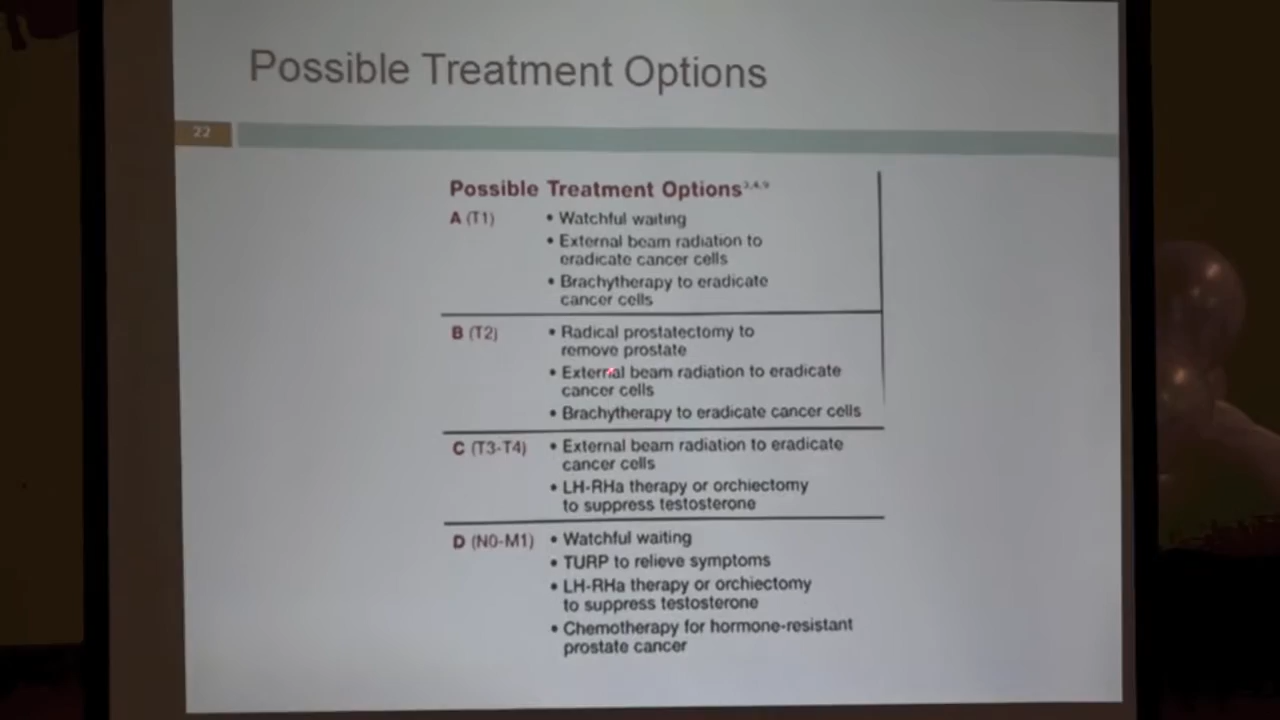 Possible Treatment Options
22
Possible Treatment Options3,4,9
A (T1)
• Watchful waiting
• External beam radiation to
eradicate cancer cells
• Brachytherapy to eradicate
cancer cells
B (T2)
• Radical prostatectomy to
remove prostate
• External beam radiation to eradicate
cancer cells
• Brachytherapy to eradicate cancer cells
C (T3-T4)
• External beam radiation to eradicate
cancer cells
• LH-RHa therapy or orchiectomy
to suppress testosterone
D (N0-M1)
• Watchful waiting
• TURP to relieve symptoms
• LH-RHa therapy or orchiectomy
to suppress testosterone
• Chemotherapy for hormone-resistant
prostate cancer